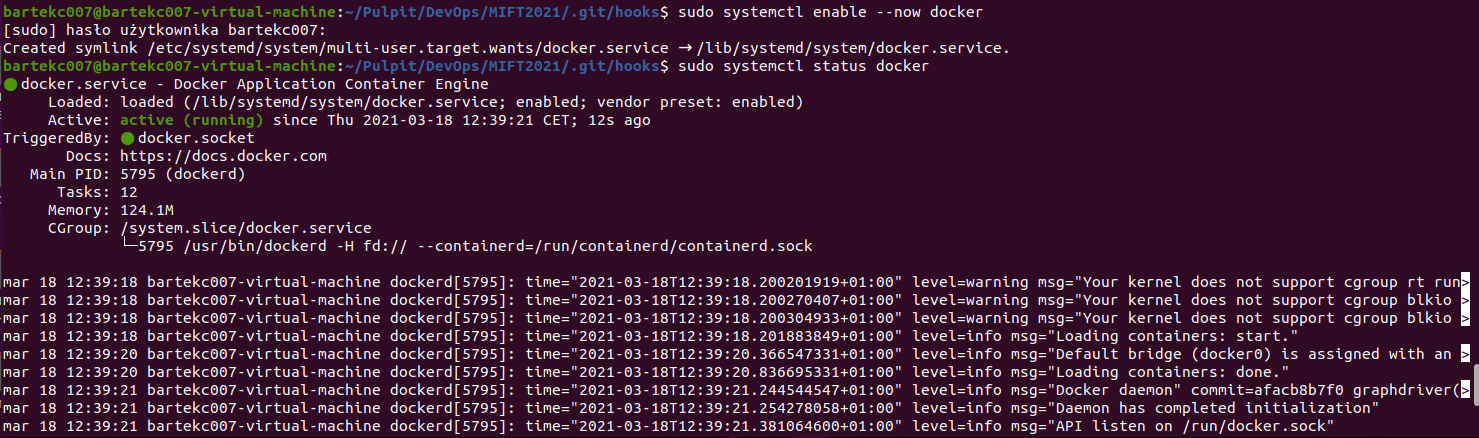 bartekc007@bartekc007-virtual-machine:~/Pulpit/DevOps/MIFT2021/.git/hooks$ sudo systemctl enable --now docker
[sudo] hasło użytkownika bartekc007:
Created symlink /etc/systemd/system/multi-user.target.wants/docker.service → /lib/systemd/system/docker.service.
bartekc007@bartekc007-virtual-machine:~/Pulpit/DevOps/MIFT2021/.git/hooks$ sudo systemctl status docker
● docker.service - Docker Application Container Engine
Loaded: loaded (/lib/systemd/system/docker.service; enabled; vendor preset: enabled)
Active: active (running) since Thu 2021-03-18 12:39:21 CET; 12s ago
TriggeredBy: ● docker.socket
Docs: https://docs.docker.com
Main PID: 5795 (dockerd)
Tasks: 12
Memory: 124.1M
CGroup: /system.slice/docker.service
└─5795 /usr/bin/dockerd -H fd:// --containerd=/run/containerd/containerd.sock
mar 18 12:39:18 bartekc007-virtual-machine dockerd[5795]: time="2021-03-18T12:39:18.200201919+01:00" level=warning msg="Your kernel does not support cgroup rt run>
mar 18 12:39:18 bartekc007-virtual-machine dockerd[5795]: time="2021-03-18T12:39:18.200270407+01:00" level=warning msg="Your kernel does not support cgroup blkio >
mar 18 12:39:18 bartekc007-virtual-machine dockerd[5795]: time="2021-03-18T12:39:18.200304933+01:00" level=warning msg="Your kernel does not support cgroup blkio >
mar 18 12:39:18 bartekc007-virtual-machine dockerd[5795]: time="2021-03-18T12:39:18.201883849+01:00" level=info msg="Loading containers: start."
mar 18 12:39:20 bartekc007-virtual-machine dockerd[5795]: time="2021-03-18T12:39:20.366547331+01:00" level=info msg="Default bridge (docker0) is assigned with an >
mar 18 12:39:20 bartekc007-virtual-machine dockerd[5795]: time="2021-03-18T12:39:20.836695331+01:00" level=info msg="Loading containers: done."
mar 18 12:39:21 bartekc007-virtual-machine dockerd[5795]: time="2021-03-18T12:39:21.244544547+01:00" level=info msg="Docker daemon" commit=afacb8b7f0 graphdriver(>
mar 18 12:39:21 bartekc007-virtual-machine dockerd[5795]: time="2021-03-18T12:39:21.254278058+01:00" level=info msg="Daemon has completed initialization"
mar 18 12:39:21 bartekc007-virtual-machine dockerd[5795]: time="2021-03-18T12:39:21.381064600+01:00" level=info msg="API listen on /run/docker.sock"